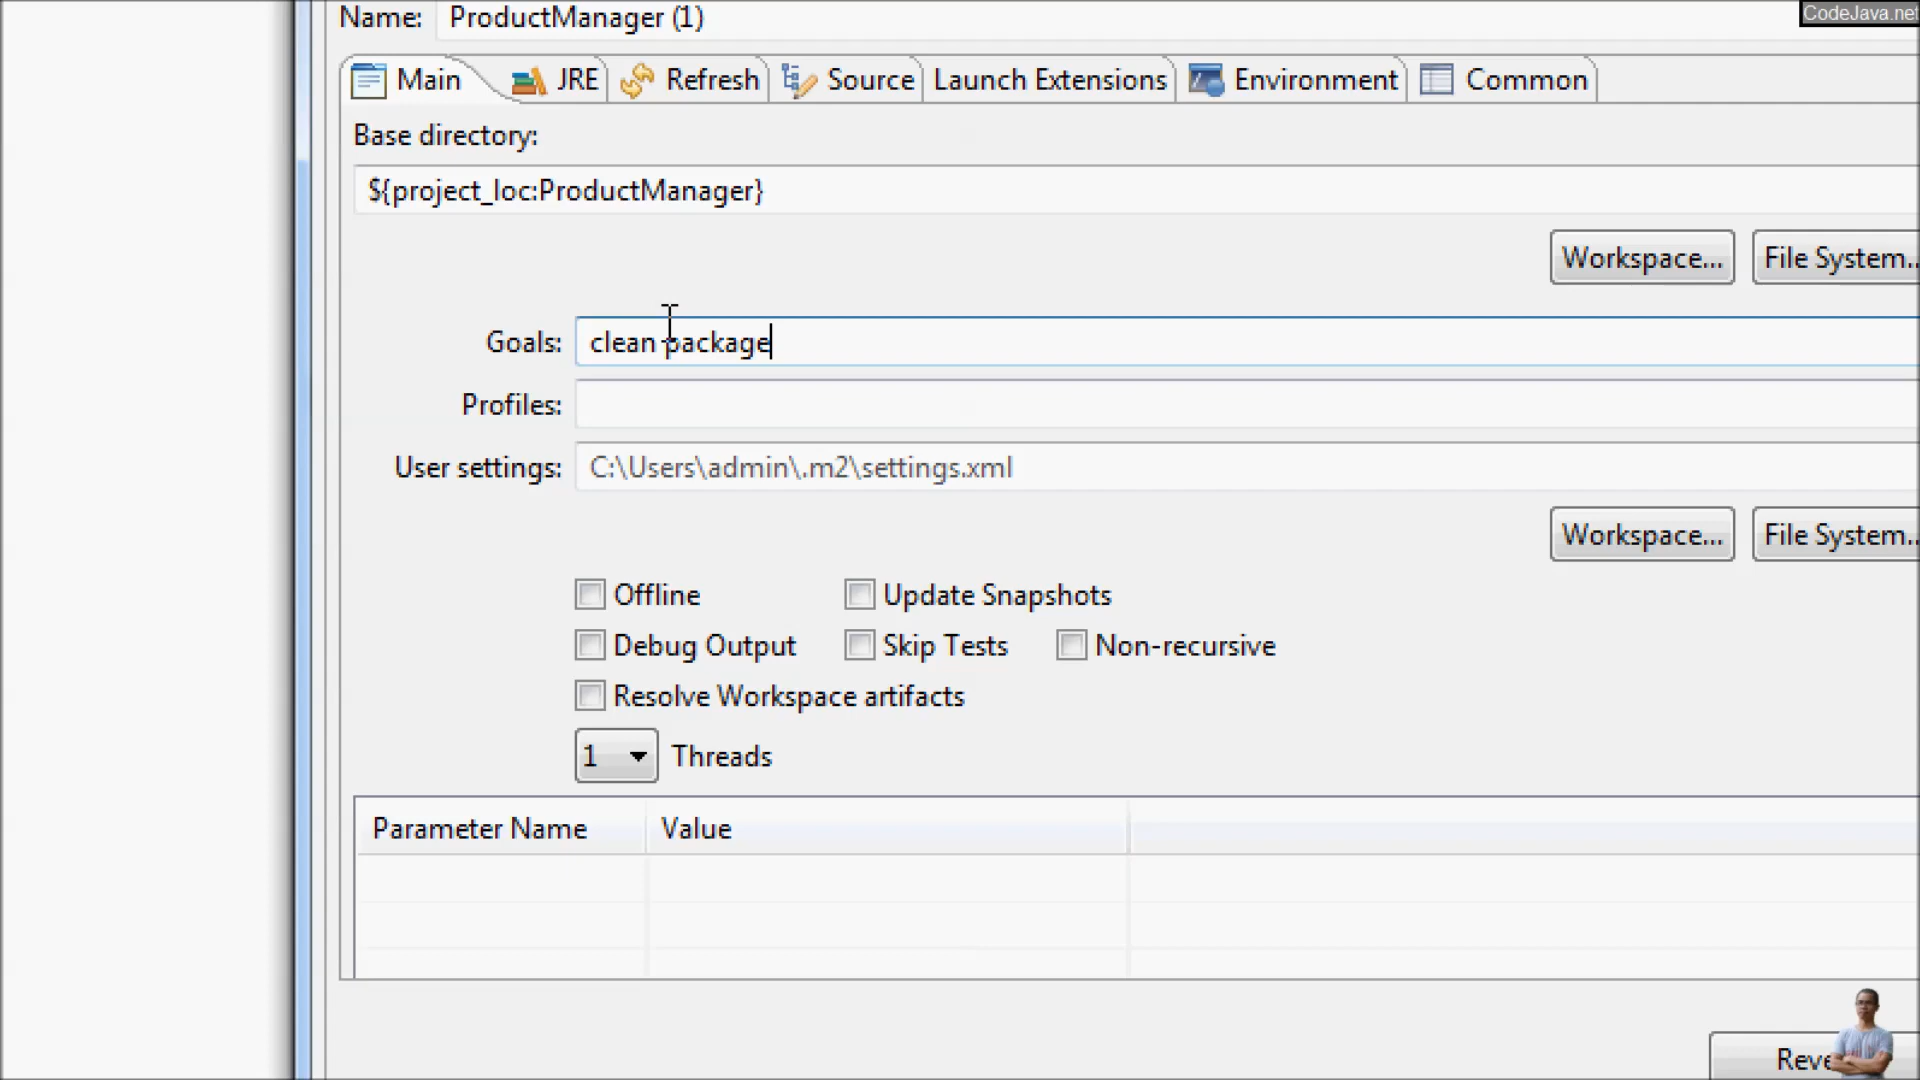 Name: ProductManager (1)
CodeJava.net
Main JRE Refresh Source Launch Extensions Environment Common
Base directory:
${project_loc:ProductManager}
Workspace... File System..
Goals: clean package
Profiles:
User settings: C:\Users\admin\.m2\settings.xml
Workspace... File System..
Offline Update Snapshots
Debug Output Skip Tests Non-recursive
Resolve Workspace artifacts
1 Threads
Parameter Name Value